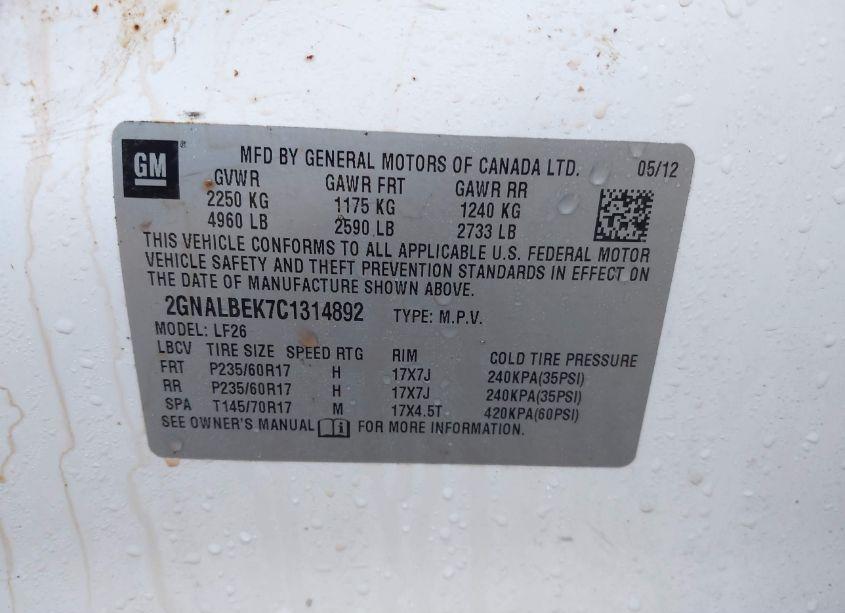 GM ® MFD BY GENERAL MOTORS OF CANADA LTD. 05/12
GVWR GAWR FRT GAWR RR
2250 KG 1175 KG 1240 KG
4960 LB 2590 LB 2733 LB
THIS VEHICLE CONFORMS TO ALL APPLICABLE U.S. FEDERAL MOTOR
VEHICLE SAFETY AND THEFT PREVENTION STANDARDS IN EFFECT ON
THE DATE OF MANUFACTURE SHOWN ABOVE.
2GNALBEK7C1314892 TYPE: M.P.V.
MODEL: LF26
LBCV TIRE SIZE SPEED RTG RIM COLD TIRE PRESSURE
FRT P235/60R17 H 17X7J 240KPA(35PSI)
RR P235/60R17 H 17X7J 240KPA(35PSI)
SPA T145/70R17 M 17X4.5T 420KPA(60PSI)
SEE OWNER'S MANUAL i FOR MORE INFORMATION.